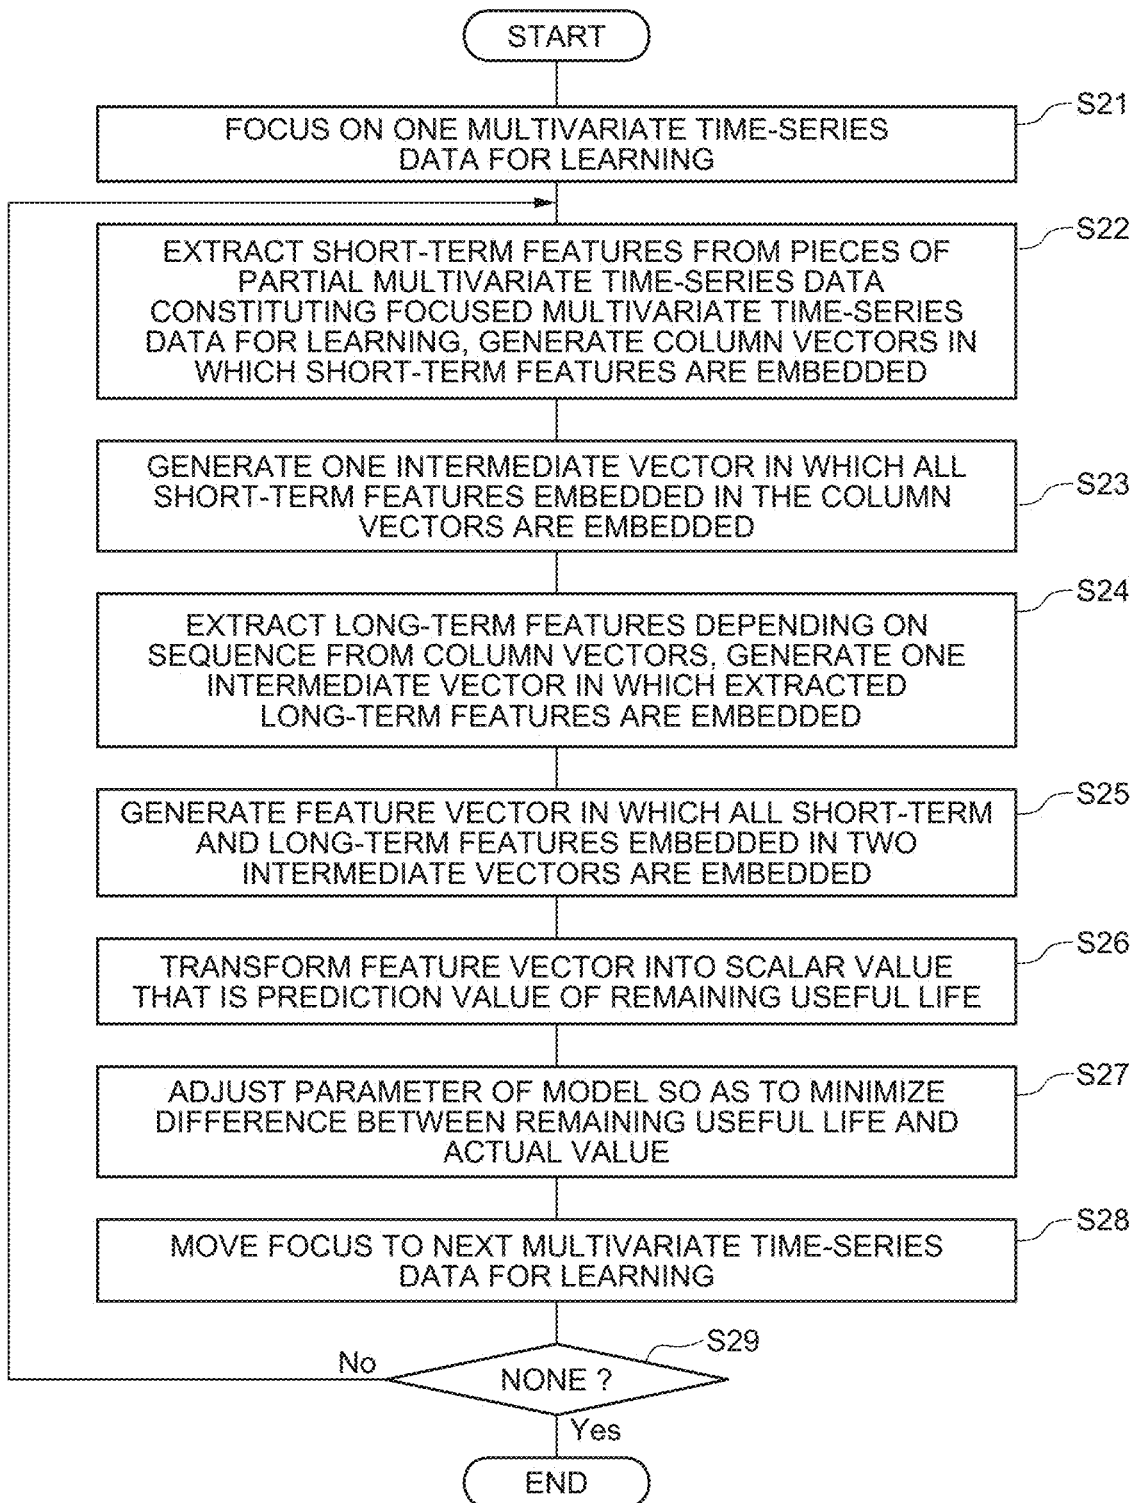 START
S21
FOCUS ON ONE MULTIVARIATE TIME-SERIES
DATA FOR LEARNING
S22
EXTRACT SHORT-TERM FEATURES FROM PIECES OF
PARTIAL MULTIVARIATE TIME-SERIES DATA
CONSTITUTING FOCUSED MULTIVARIATE TIME-SERIES
DATA FOR LEARNING, GENERATE COLUMN VECTORS IN
WHICH SHORT-TERM FEATURES ARE EMBEDDED
S23
GENERATE ONE INTERMEDIATE VECTOR IN WHICH ALL
SHORT-TERM FEATURES EMBEDDED IN THE COLUMN
VECTORS ARE EMBEDDED
S24
EXTRACT LONG-TERM FEATURES DEPENDING ON
SEQUENCE FROM COLUMN VECTORS, GENERATE ONE
INTERMEDIATE VECTOR IN WHICH EXTRACTED
LONG-TERM FEATURES ARE EMBEDDED
S25
GENERATE FEATURE VECTOR IN WHICH ALL SHORT-TERM
AND LONG-TERM FEATURES EMBEDDED IN TWO
INTERMEDIATE VECTORS ARE EMBEDDED
S26
TRANSFORM FEATURE VECTOR INTO SCALAR VALUE
THAT IS PREDICTION VALUE OF REMAINING USEFUL LIFE
S27
ADJUST PARAMETER OF MODEL SO AS TO MINIMIZE
DIFFERENCE BETWEEN REMAINING USEFUL LIFE AND
ACTUAL VALUE
S28
MOVE FOCUS TO NEXT MULTIVARIATE TIME-SERIES
DATA FOR LEARNING
S29
No
NONE ?
Yes
END